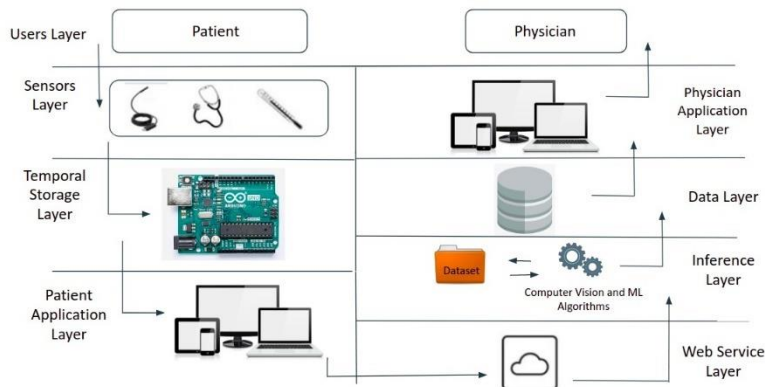 Users Layer
Patient
Physician
Sensors
Layer
Physician
Application
Layer
Temporal
Storage
Layer
ARDUINO
Data Layer
Dataset
Computer Vision and ML
Algorithms
Inference
Layer
Patient
Application
Layer
Web Service
Layer